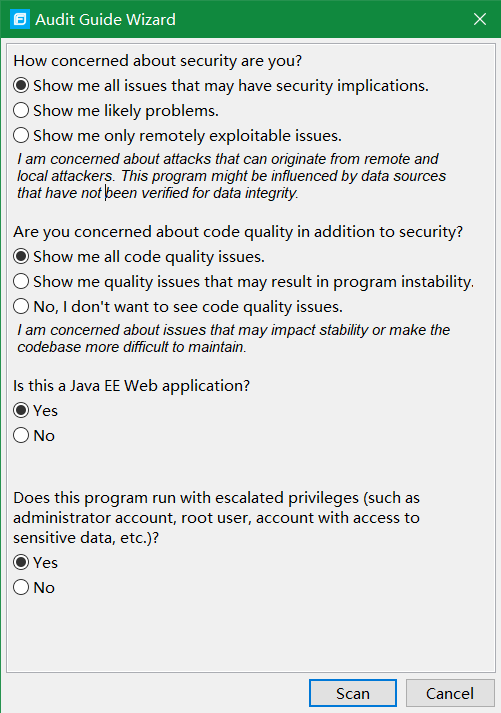 Audit Guide Wizard
How concerned about security are you?
Show me all issues that may have security implications.
Show me likely problems.
Show me only remotely exploitable issues.
I am concerned about attacks that can originate from remote and
local attackers. This program might be influenced by data sources
that have not been verified for data integrity.
Are you concerned about code quality in addition to security?
Show me all code quality issues.
Show me quality issues that may result in program instability.
No, I don't want to see code quality issues.
I am concerned about issues that may impact stability or make the
codebase more difficult to maintain.
Is this a Java EE Web application?
Yes
No
Does this program run with escalated privileges (such as
administrator account, root user, account with access to
sensitive data, etc.)?
Yes
No
Scan
Cancel